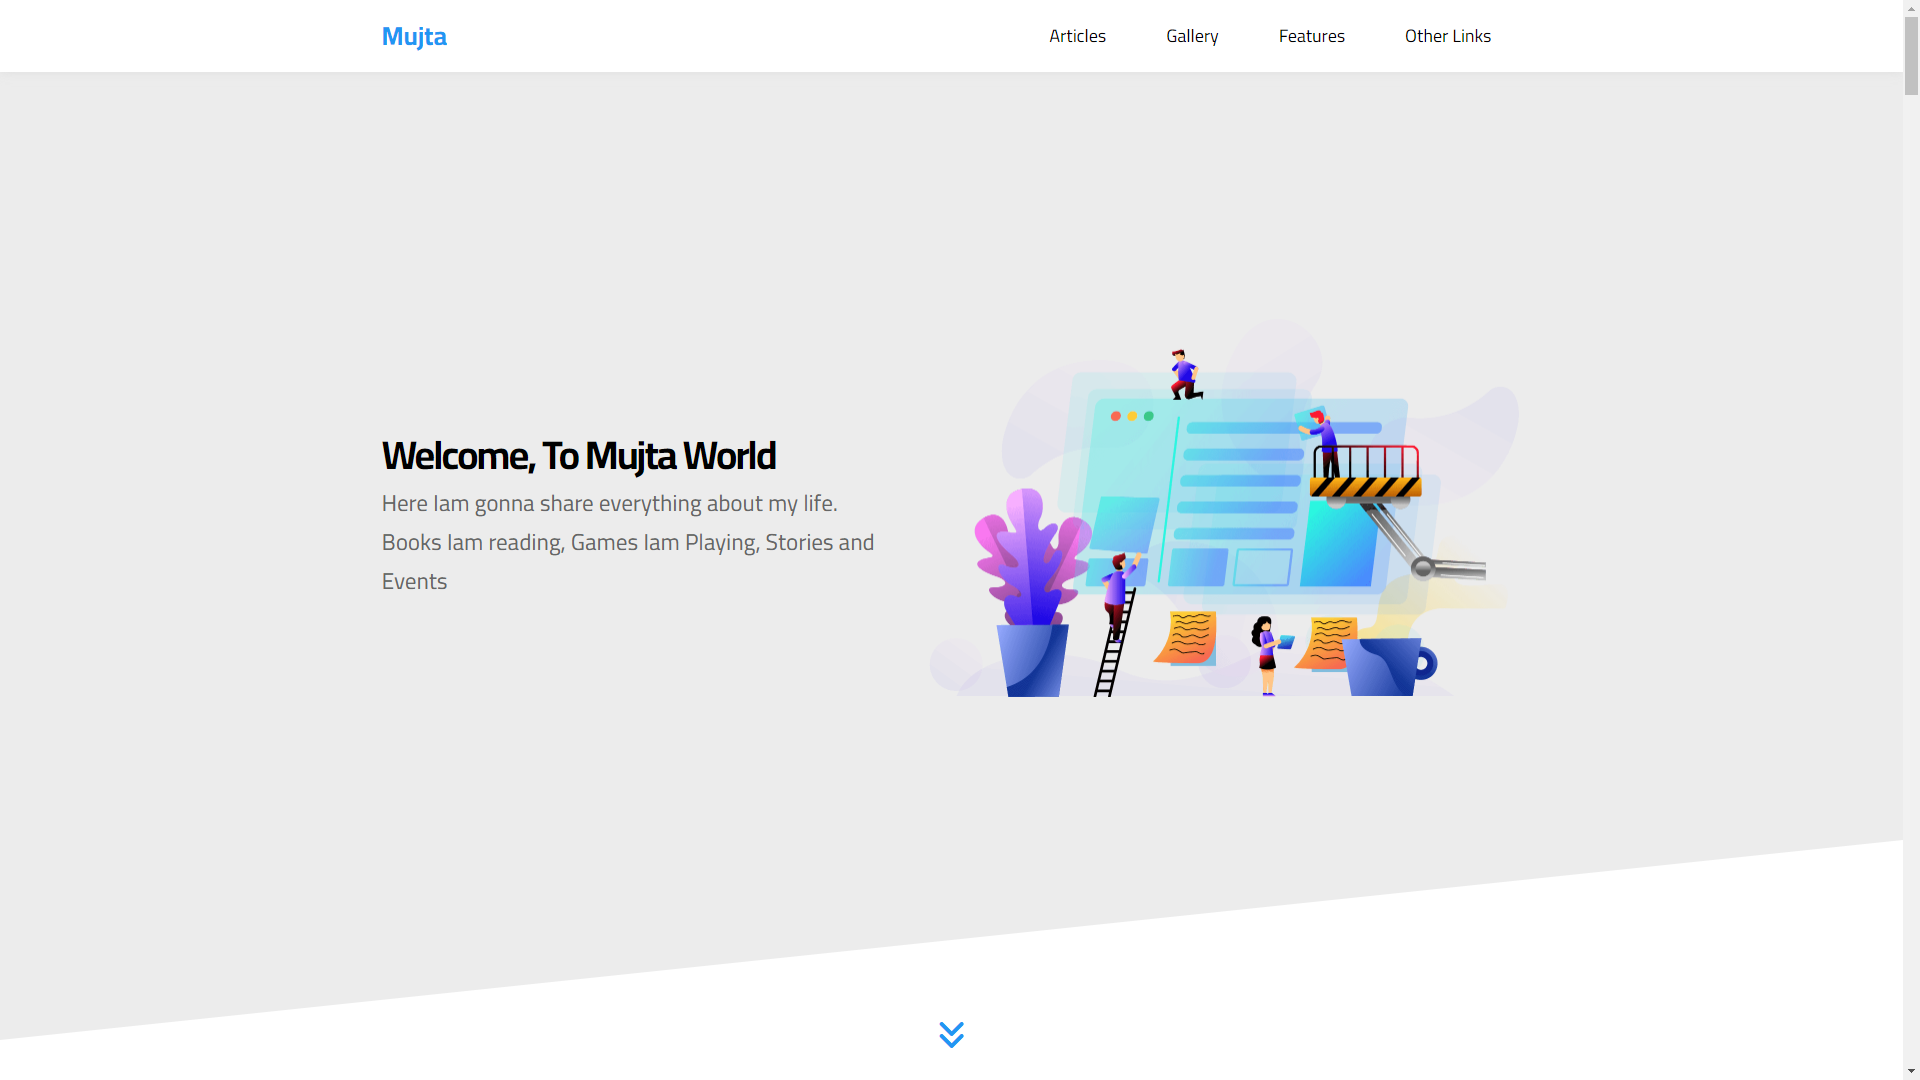 Mujta
Articles
Gallery
Features
Other Links
Welcome, To Mujta World
Here Iam gonna share everything about my life.
Books Iam reading, Games Iam Playing, Stories and
Events